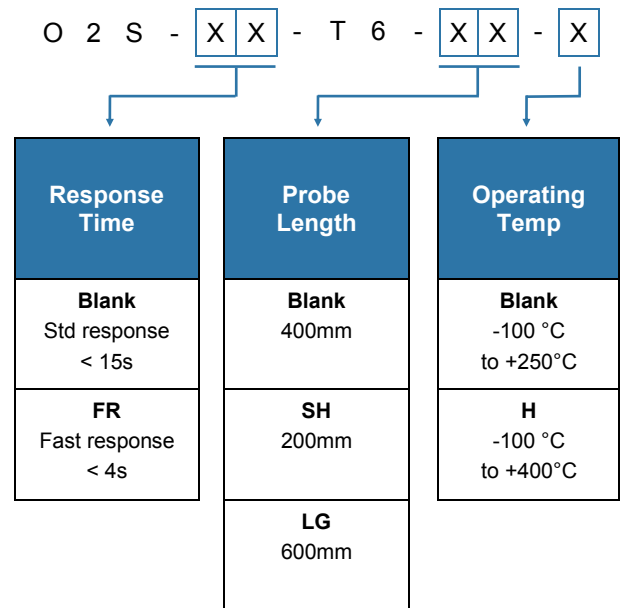 O 2 S - X X - T 6 - X X - X
Response
Time
Blank
Std response
< 15s
FR
Fast response
< 4s
Probe
Length
Blank
400mm
SH
200mm
LG
600mm
Operating
Temp
Blank
-100 °C
to +250°C
H
-100 °C
to +400°C